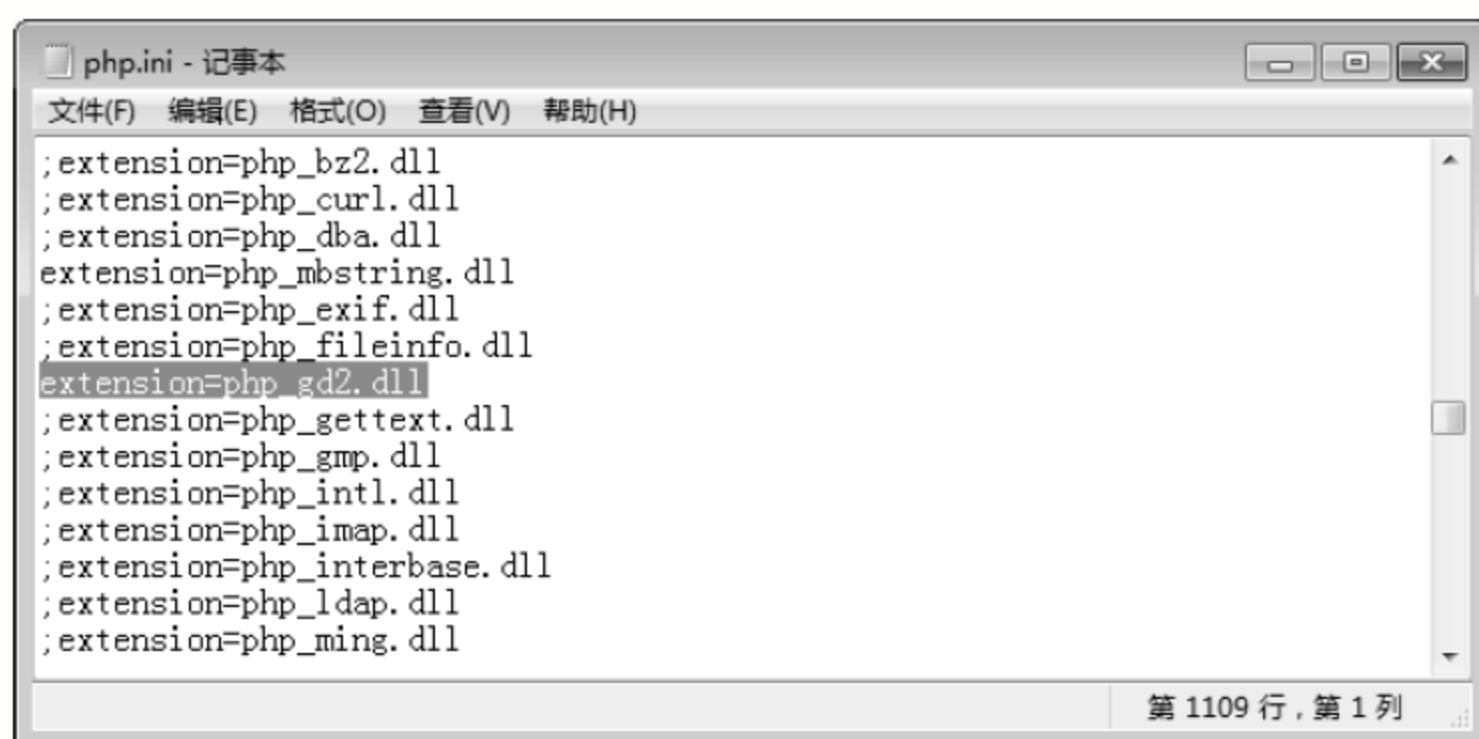 php.ini - 记事本
文件(F) 编辑(E) 格式(O) 查看(V) 帮助(H)
;extension=php_bz2.dll
;extension=php_curl.dll
;extension=php_dba.dll
extension=php_mbstring.dll
;extension=php_exif.dll
;extension=php_fileinfo.dll
extension=php_gd2.dll
;extension=php_gettext.dll
;extension=php_gmp.dll
;extension=php_intl.dll
;extension=php_imap.dll
;extension=php_interbase.dll
;extension=php_ldap.dll
;extension=php_ming.dll
第 1109 行，第 1 列